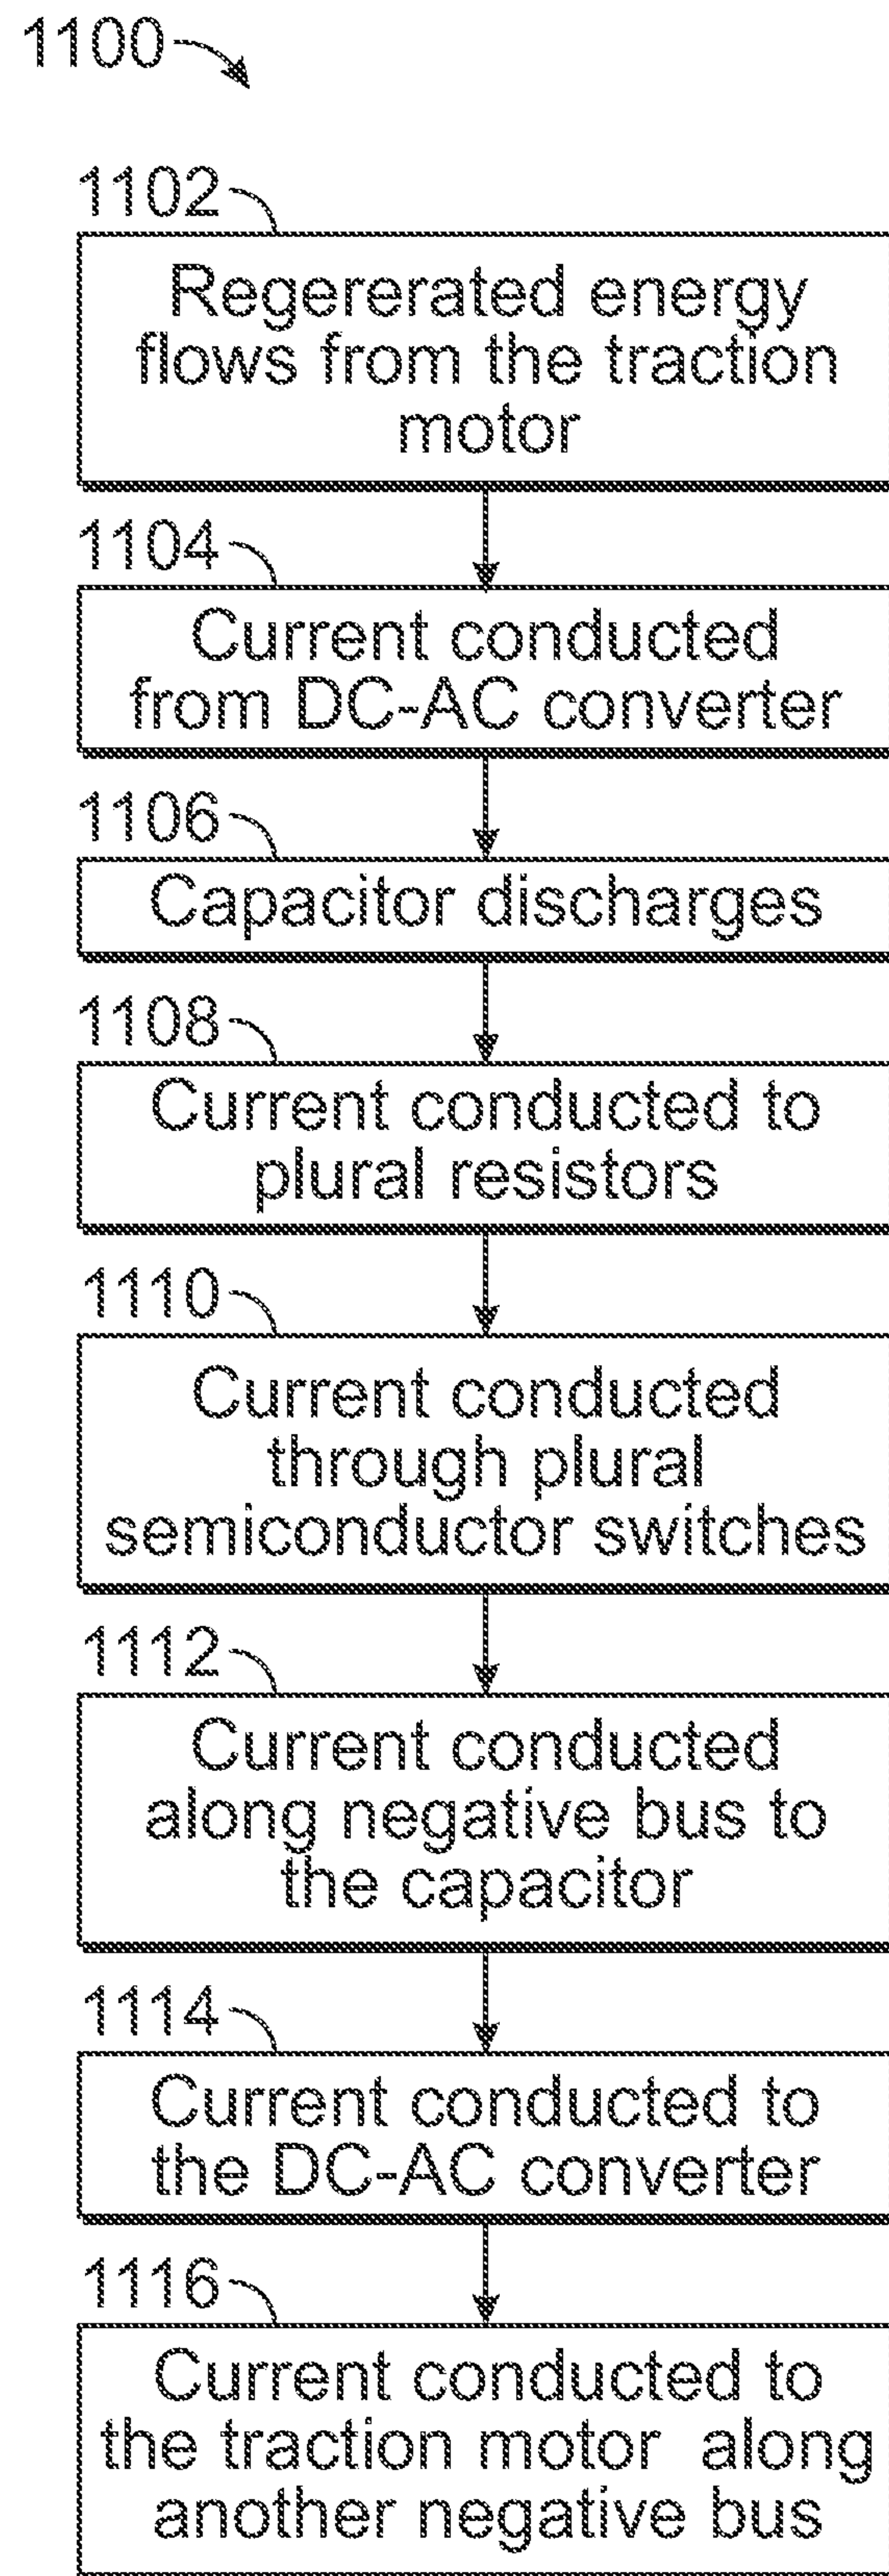 1100
1102
Regererated energy
flows from the traction
motor
1104
Current conducted
from DC-AC converter
1106
Capacitor discharges
1108
Current conducted to
plural resistors
1110
Current conducted
through plural
semiconductor switches
1112
Current conducted
along negative bus to
the capacitor
1114
Current conducted to
the DC-AC converter
1116
Current conducted to
the traction motor along
another negative bus